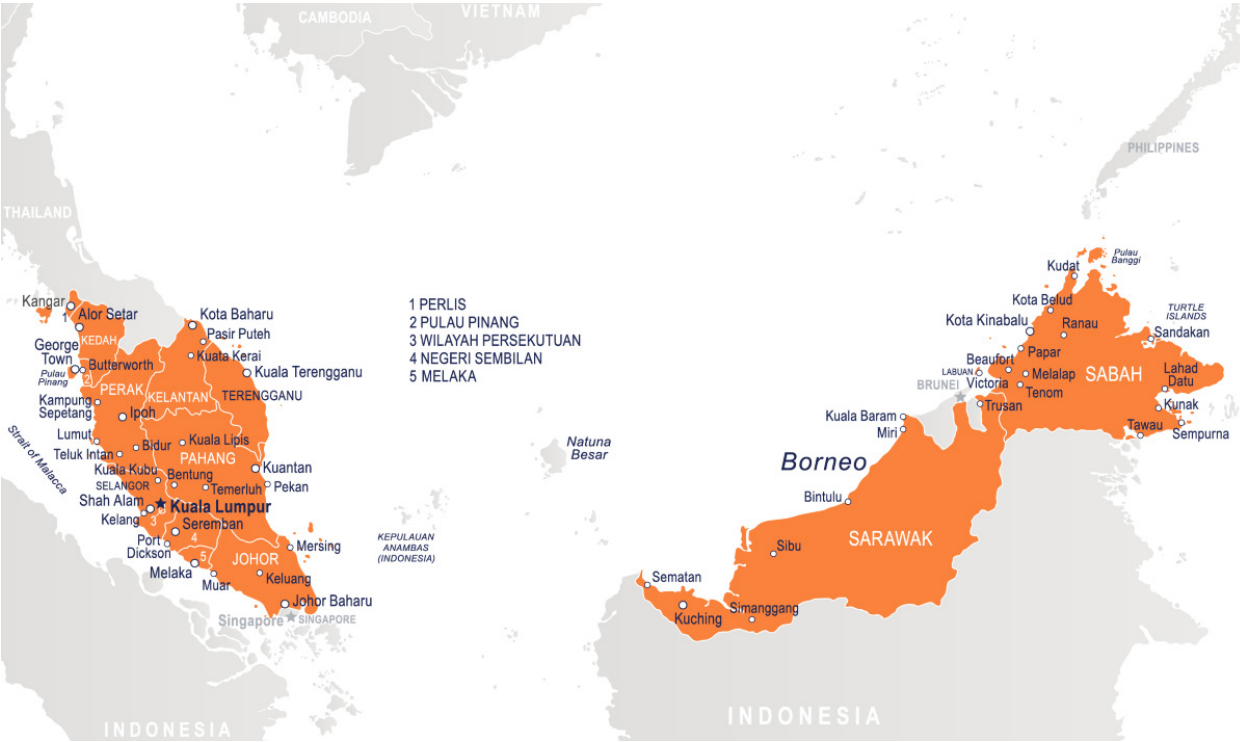 CAMBODIA
VIETNAM
PHILIPPINES
THAILAND
Kangar
1
Alor Setar
KEDAH
George
Town
Pulau
Pinang
2
Butterworth
PERAK
Kampung
Sepetang
Ipoh
Lumut
Teluk Intan
Bidur
Strait of Malacca
Kota Baharu
Pasir Puteh
Kuata Kerai
Kuala Terengganu
TERENGGANU
KELANTAN
Kuala Lipis
PAHANG
Kuantan
Pekan
Kuala Kubu
Bentung
Temerluh
SELANGOR
Shah Alam
Kuala Lumpur
Kelang
3
3
Seremban
4
Port
Dickson
5
Melaka
Muar
JOHOR
Mersing
Keluang
Johor Baharu
Singapore
SINGAPORE
INDONESIA
1 PERLIS
2 PULAU PINANG
3 WILAYAH PERSEKUTUAN
4 NEGERI SEMBILAN
5 MELAKA
Natuna
Besar
KEPULAUAN
ANAMBAS
(INDONESIA)
Pulau
Banggi
Kudat
Kota Belud
TURTLE
ISLANDS
Kota Kinabalu
Ranau
Sandakan
Papar
Beaufort
LABUAN
Victoria
Melalap
SABAH
Lahad
Datu
BRUNEI
Tenom
Trusan
Kunak
Tawau
Sempurna
Kuala Baram
Miri
Borneo
Bintulu
SARAWAK
Sibu
Sematan
Kuching
Simanggang
INDONESIA